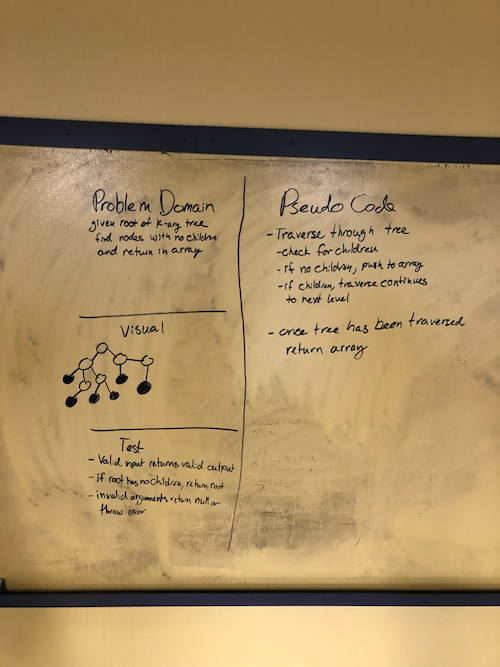 Problem Domain
given root of K-ary tree
find nodes with no children
and return in array
Visual
Test
- Valid input returns valid output
- if root has no children, return root
- invalid arguments return null or
throw error
Pseudo Code
- Traverse through tree
- check for children
- if no children, push to array
- if children, traverse continues
to next level
- once tree has been traversed
return array